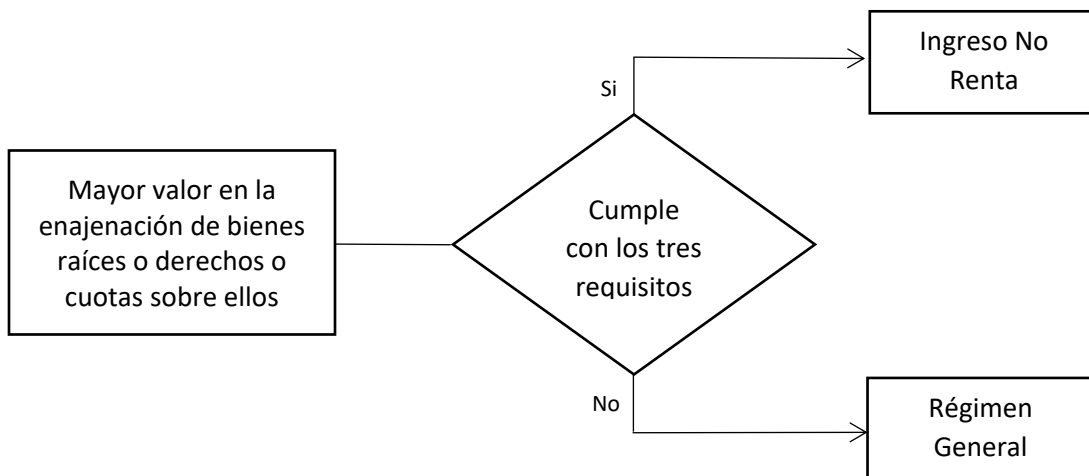 Mayor valor en la
enajenación de bienes
raíces o derechos o
cuotas sobre ellos
Cumple
con los tres
requisitos
Si
Ingreso No
Renta
No
Régimen
General